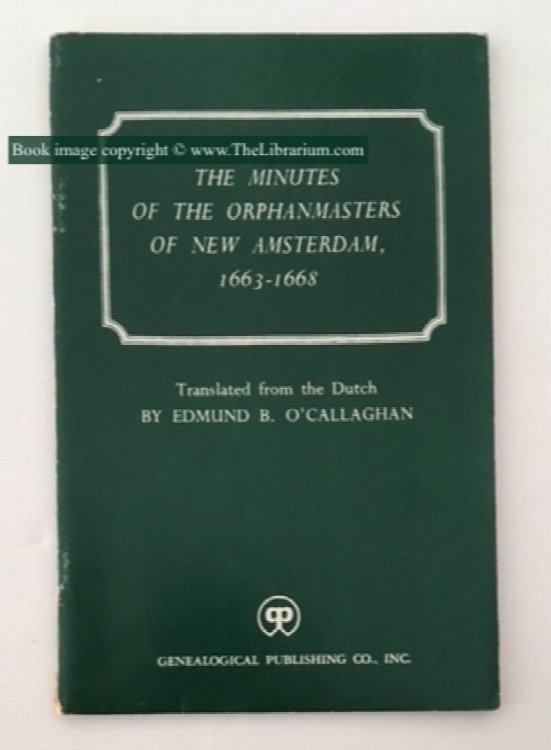 Book image copyright © www.TheLibrarium.com
THE MINUTES
OF THE ORPHANMASTERS
OF NEW AMSTERDAM,
1663-1668
Translated from the Dutch
BY EDMUND B. O'CALLAGHAN
GENEALOGICAL PUBLISHING CO., INC.